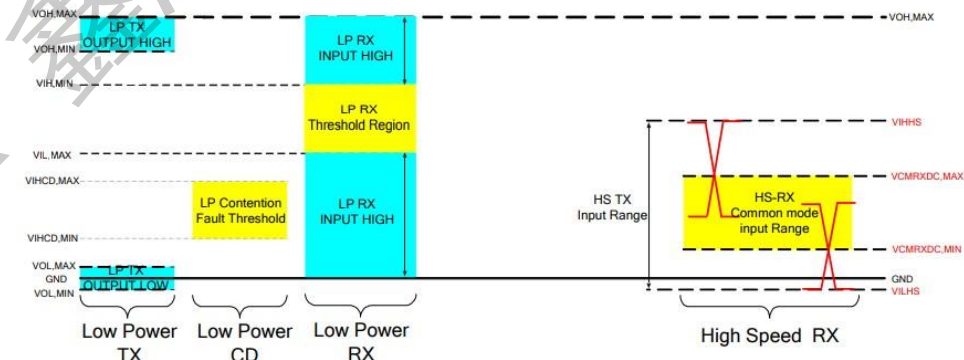 VOH,MAX
LP TX
OUTPUT HIGH
VOH,MIN
LP RX
INPUT HIGH
VOH,MAX
VIH,MIN
LP RX
Threshold Region
VIHHS
VIL,MAX
VIHCD,MAX
LP Contention
Fault Threshold
LP RX
INPUT HIGH
HS TX
Input Range
VCMRXDC,MAX
HS-RX
Common mode
input Range
VIHCD,MIN
VCMRXDC,MIN
VOL,MAX
LP TX
OUTPUT LOW
GND
GND
VOL,MIN
VILHS
Low Power
TX
Low Power
CD
Low Power
RX
High Speed RX